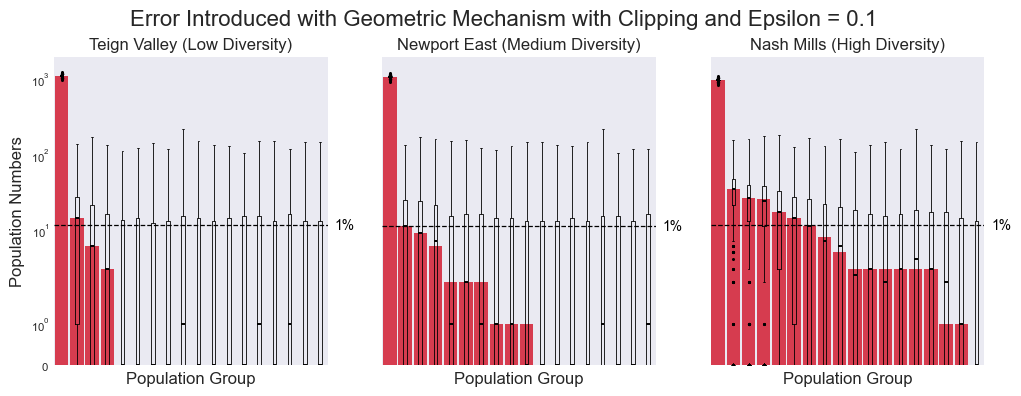 Error Introduced with Geometric Mechanism with Clipping and Epsilon = 0.1
Teign Valley (Low Diversity)
Newport East (Medium Diversity)
Nash Mills (High Diversity)
Population Numbers
10³
10²
10¹
10⁰
0
1%
1%
1%
Population Group
Population Group
Population Group